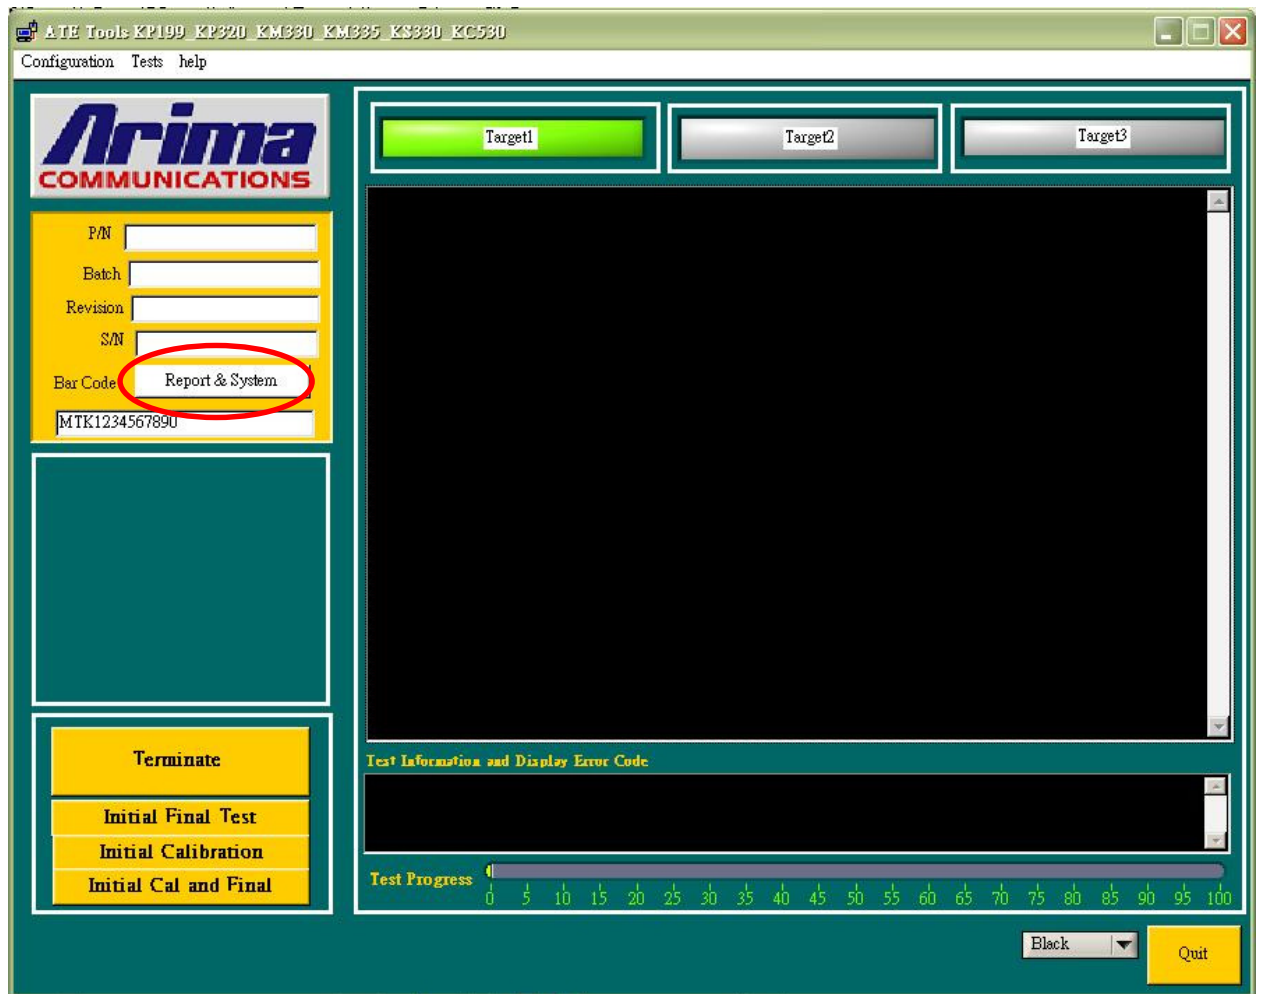 ATE Tools KP199_KP320_KM330_KM335_KS330_KC530
Configuration Tests help
Arima
COMMUNICATIONS
Target1 Target2 Target3
P/N
Batch
Revision
S/N
Bar Code Report & System
MTK1234567890
Terminate
Initial Final Test
Initial Calibration
Initial Cal and Final
Test Information and Display Error Code
Test Progress
0 5 10 15 20 25 30 35 40 45 50 55 60 65 70 75 80 85 90 95 100
Black
Quit